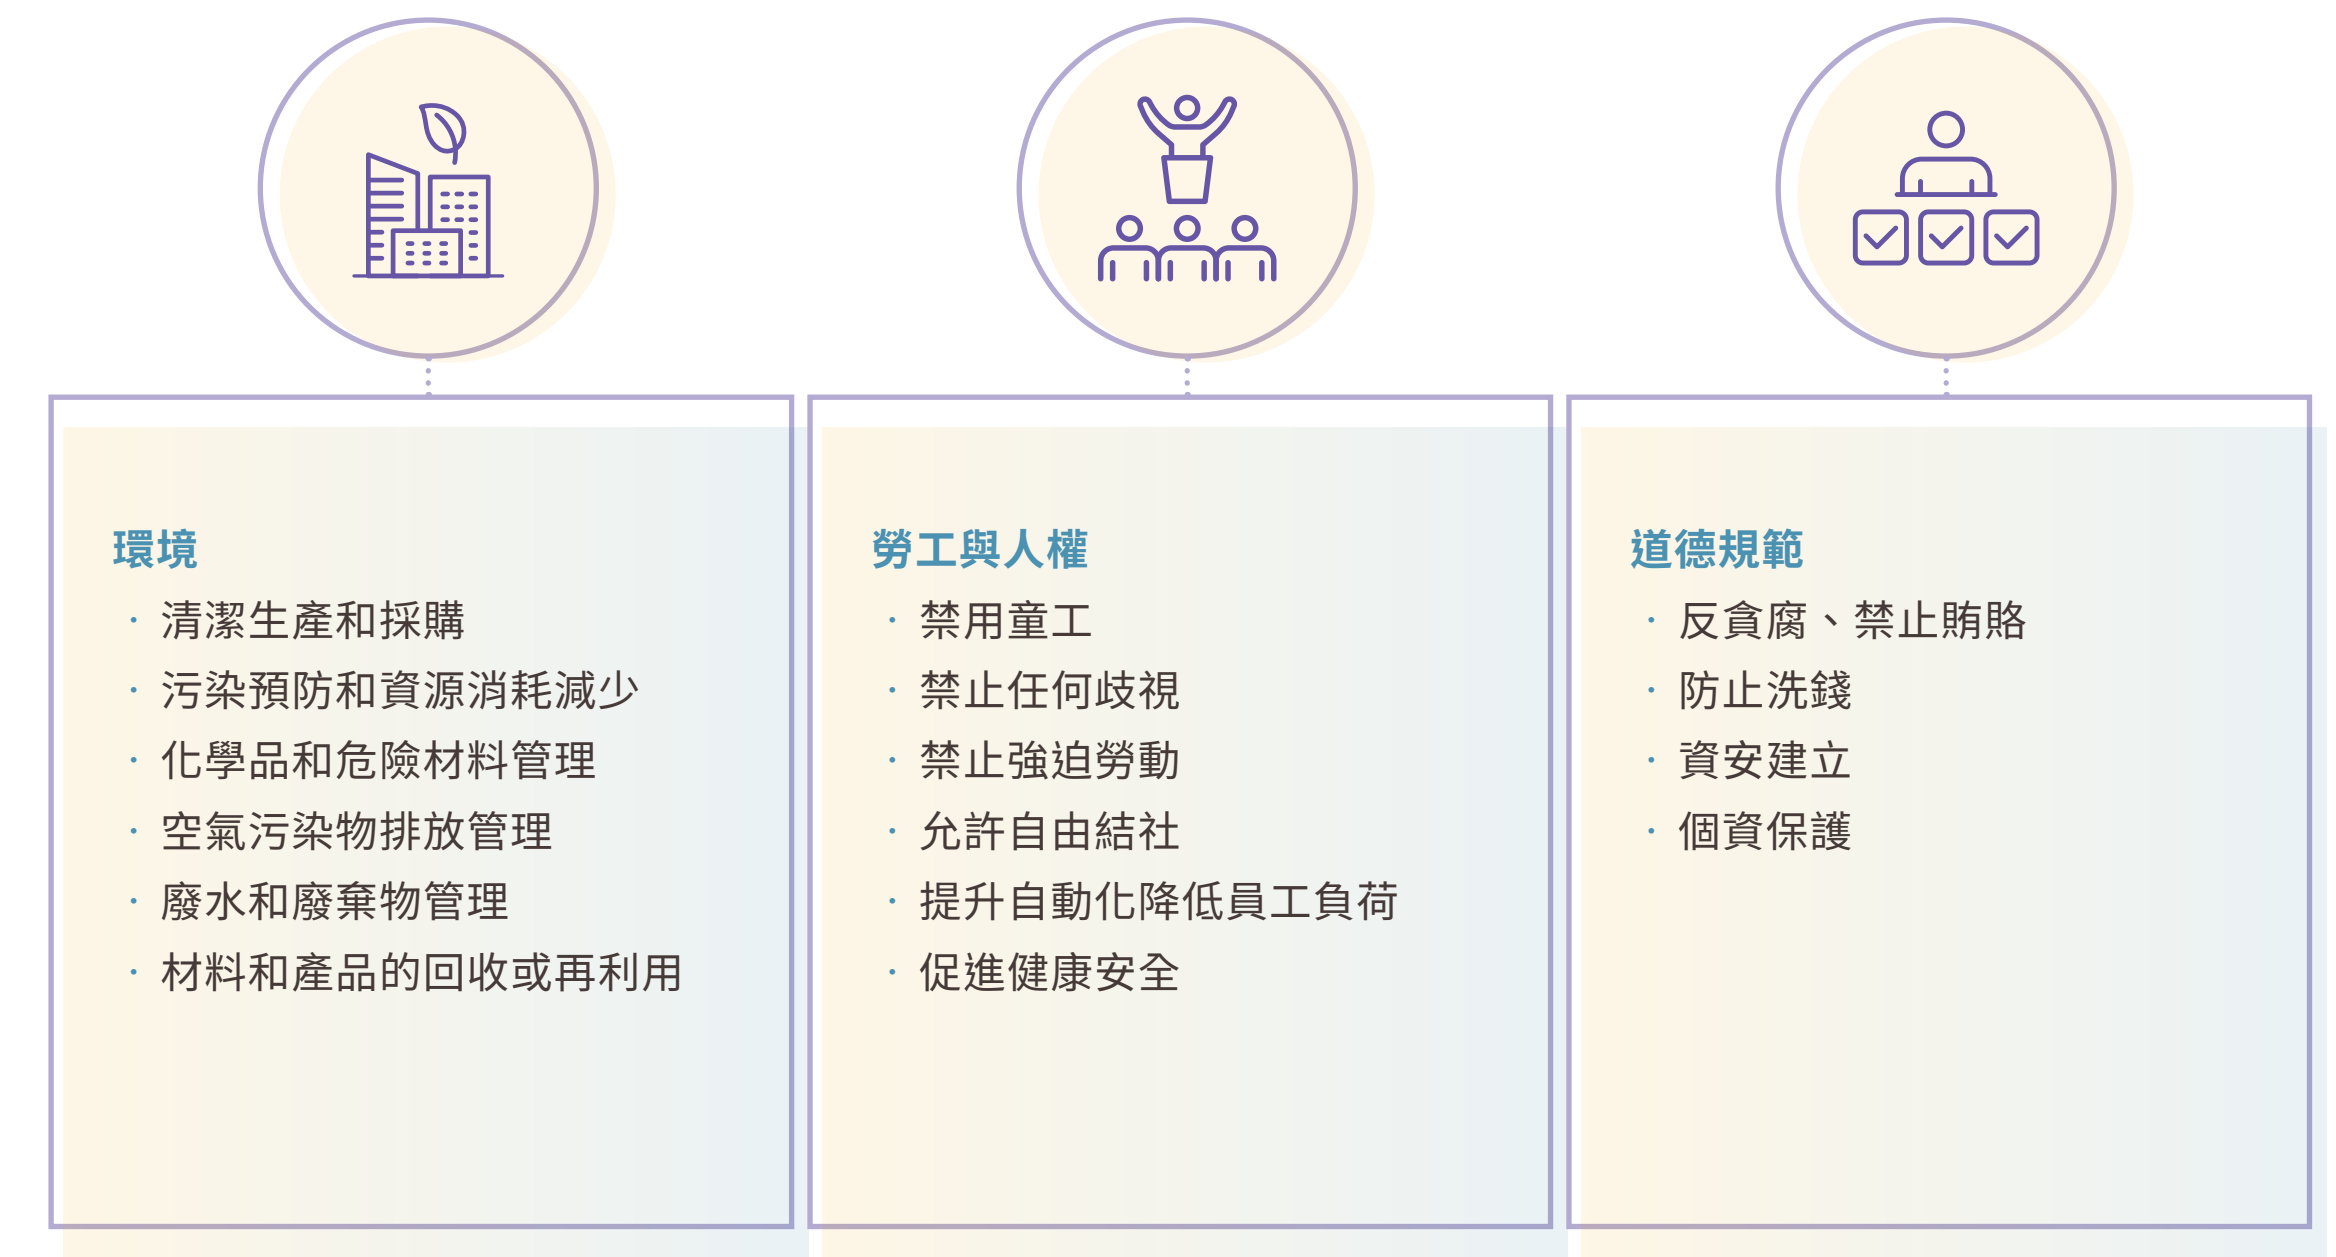 環境
· 清潔生產和採購
· 污染預防和資源消耗減少
· 化學品和危險材料管理
· 空氣污染物排放管理
· 廢水和廢棄物管理
· 材料和產品的回收或再利用
勞工與人權
· 禁用童工
· 禁止任何歧視
· 禁止強迫勞動
· 允許自由結社
· 提升自動化降低員工負荷
· 促進健康安全
道德規範
· 反貪腐、禁止賄賂
· 防止洗錢
· 資安建立
· 個資保護